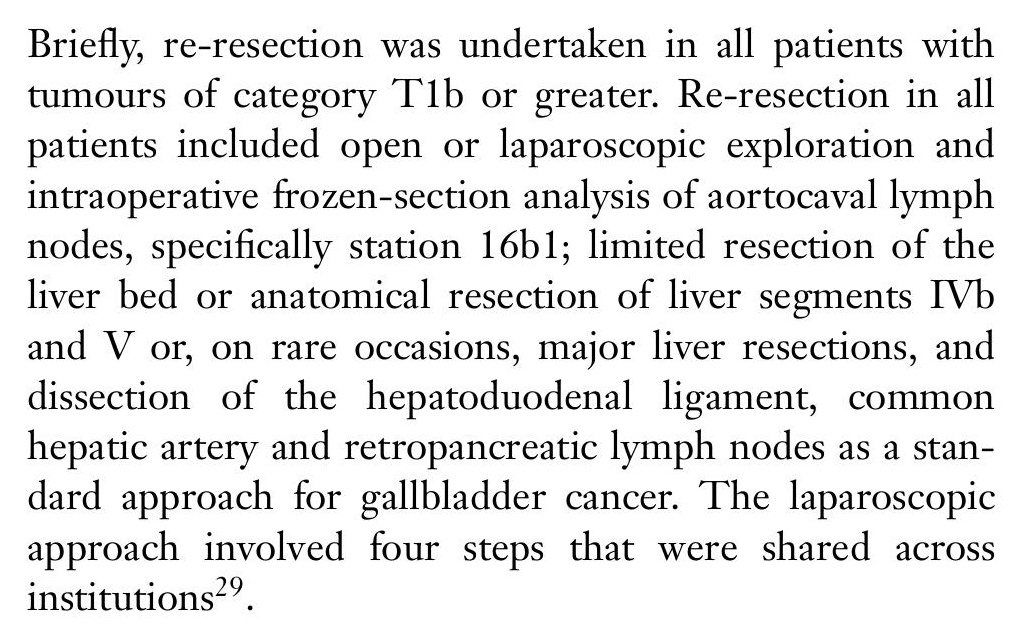 Briefly, re-resection was undertaken in all patients with
tumours of category T1b or greater. Re-resection in all
patients included open or laparoscopic exploration and
intraoperative frozen-section analysis of aortocaval lymph
nodes, specifically station 16b1; limited resection of the
liver bed or anatomical resection of liver segments IVb
and V or, on rare occasions, major liver resections, and
dissection of the hepatoduodenal ligament, common
hepatic artery and retropancreatic lymph nodes as a stan-
dard approach for gallbladder cancer. The laparoscopic
approach involved four steps that were shared across
institutions²⁹.